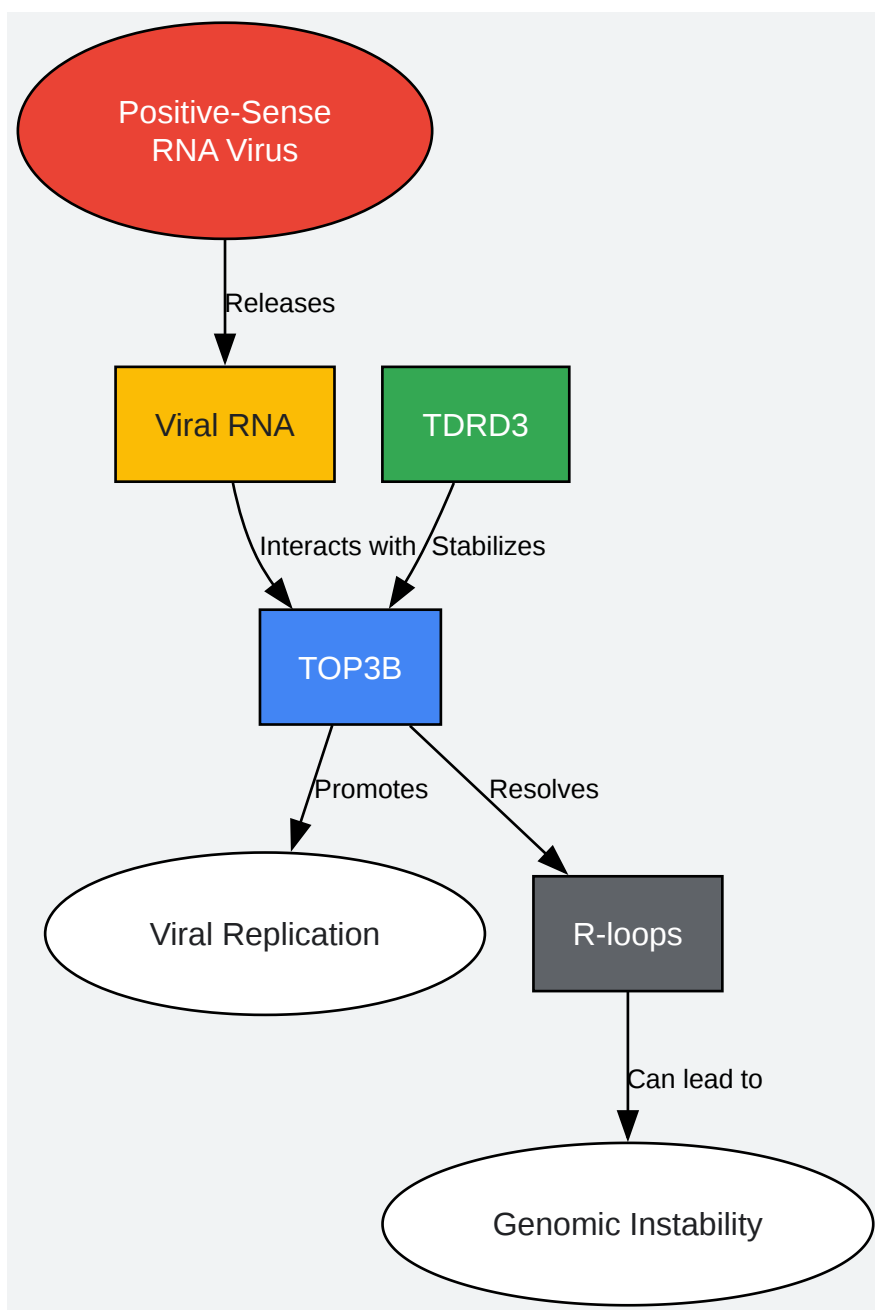 Positive-Sense
RNA Virus
Releases
Viral RNA
TDRD3
Interacts with
Stabilizes
TOP3B
Promotes
Resolves
Viral Replication
R-loops
Can lead to
Genomic Instability